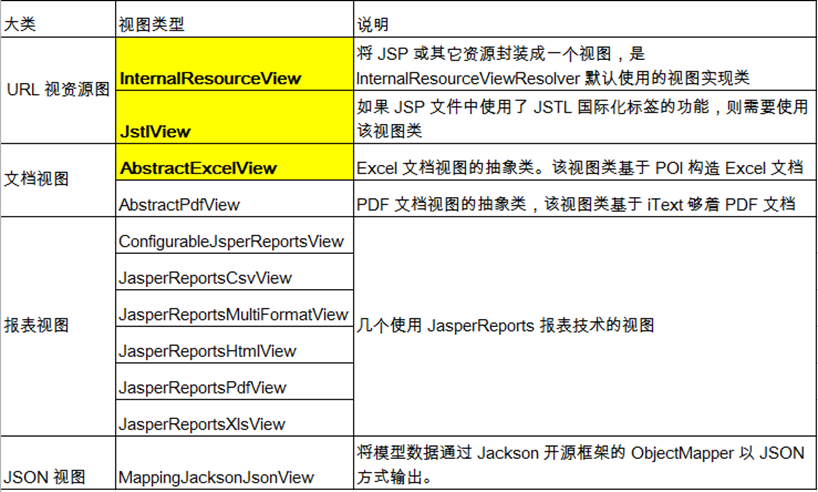 大类 视图类型 说明
将 JSP 或其它资源封装成一个视图，是
URL 视资源图 InternalResourceView InternalResourceViewResolver 默认使用的视图实现类
如果 JSP 文件中使用了 JSTL 国际化标签的功能，则需要使用
JstlView 该视图类
文档视图 AbstractExcelView Excel 文档视图的抽象类。该视图类基于 POI 构造 Excel 文档
AbstractPdfView PDF 文档视图的抽象类，该视图类基于 iText 够着 PDF 文档
报表视图 ConfigurableJsperReportsView
JasperReportsCsvView
JasperReportsMultiFormatView 几个使用 JasperReports 报表技术的视图
JasperReportsHtmlView
JasperReportsPdfView
JasperReportsXlsView
将模型数据通过 Jackson 开源框架的 ObjectMapper 以 JSON
JSON 视图 MappingJacksonJsonView 方式输出。